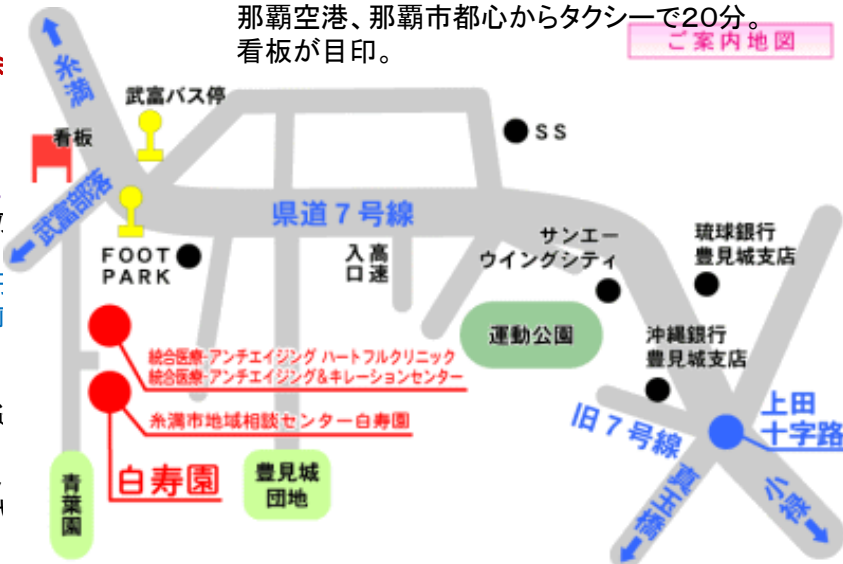 那覇空港、那覇市都心からタクシーで20分。
看板が目印。
ご案内地図
糸満
武富バス停
看板
SS
武富部落
県道7号線
FOOT
PARK
高速
入口
サンエー
ウイングシティ
琉球銀行
豊見城支店
運動公園
沖縄銀行
豊見城支店
統合医療・アンチエイジング ハートフルクリニック
統合医療・アンチエイジング&キレーションセンター
糸満市地域相談センター白寿園
白寿園
青葉園
豊見城
団地
旧7号線
上田
十字路
真玉橋
小禄